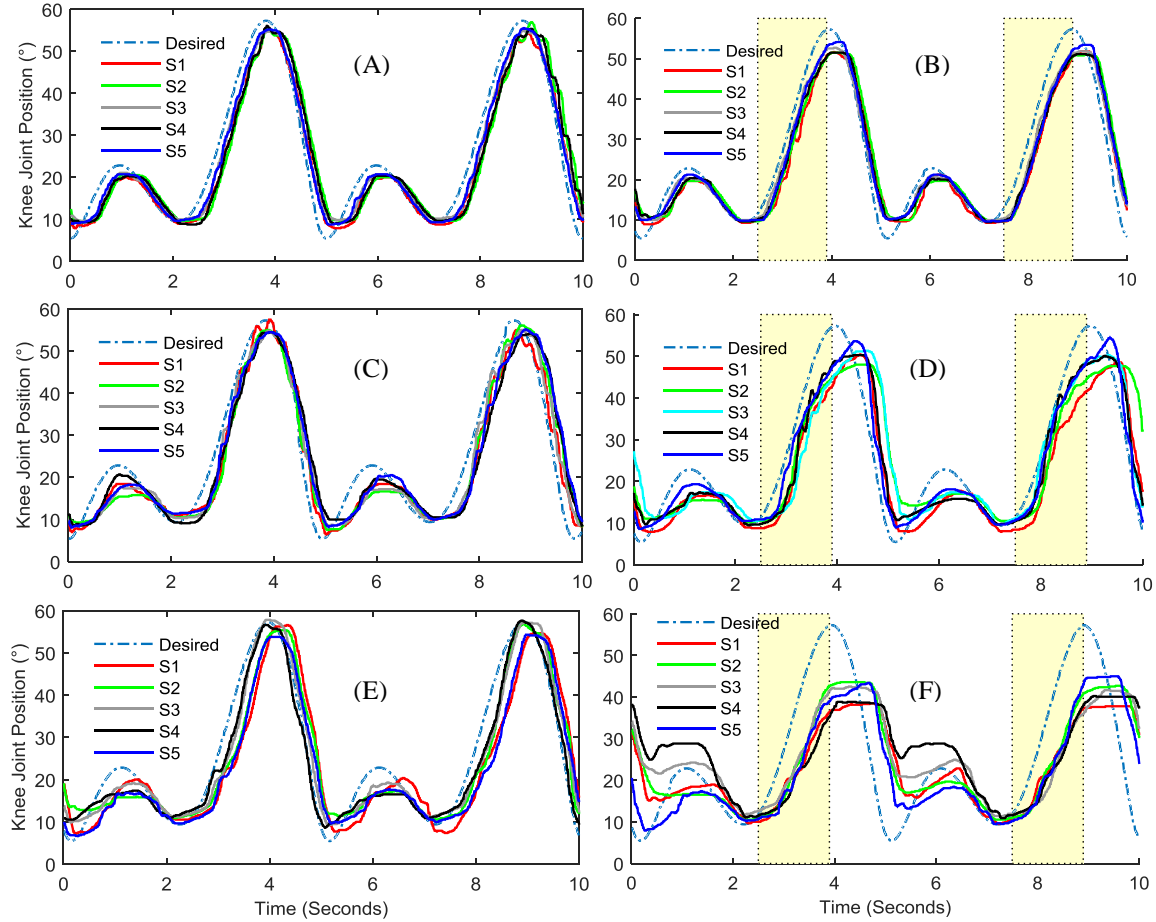 60
50
40
30
20
10
0
Knee Joint Position (°)
Desired
S1
S2
S3
S4
S5
(A)
0 2 4 6 8 10
60
50
40
30
20
10
0
Desired
S1
S2
S3
S4
S5
(B)
0 2 4 6 8 10
60
50
40
30
20
10
0
Knee Joint Position (°)
Desired
S1
S2
S3
S4
S5
(C)
0 2 4 6 8 10
60
50
40
30
20
10
0
Desired
S1
S2
S3
S4
S5
(D)
0 2 4 6 8 10
60
50
40
30
20
10
0
Knee Joint Position (°)
Desired
S1
S2
S3
S4
S5
(E)
0 2 4 6 8 10
Time (Seconds)
60
50
40
30
20
10
0
Desired
S1
S2
S3
S4
S5
(F)
0 2 4 6 8 10
Time (Seconds)